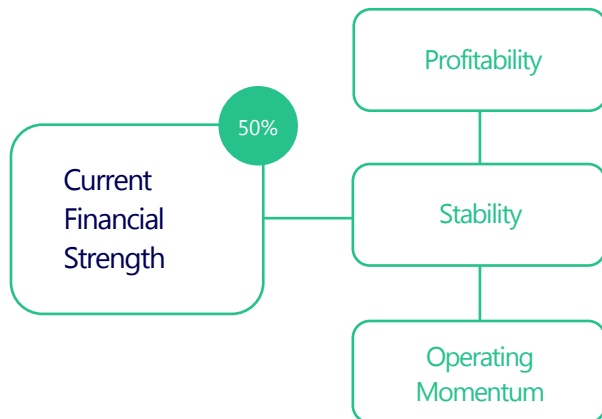 50%
Current
Financial
Strength
Profitability
Stability
Operating
Momentum